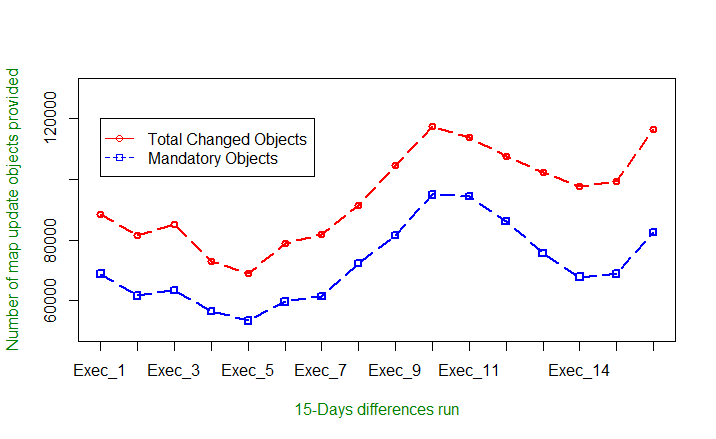 Number of map update objects provided
120000
80000
60000
Total Changed Objects
Mandatory Objects
Exec_1 Exec_3 Exec_5 Exec_7 Exec_9 Exec_11 Exec_14
15-Days differences run